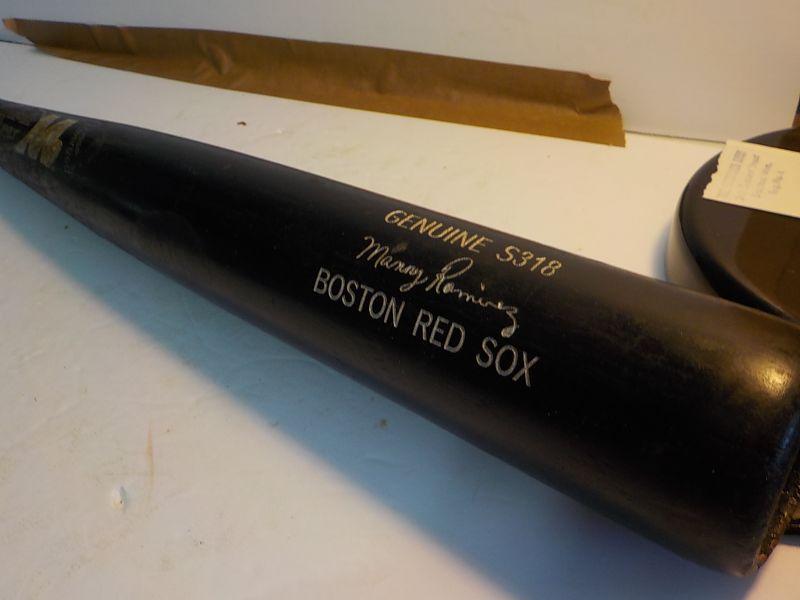 GENUINE S318
Manny Ramirez
BOSTON RED SOX